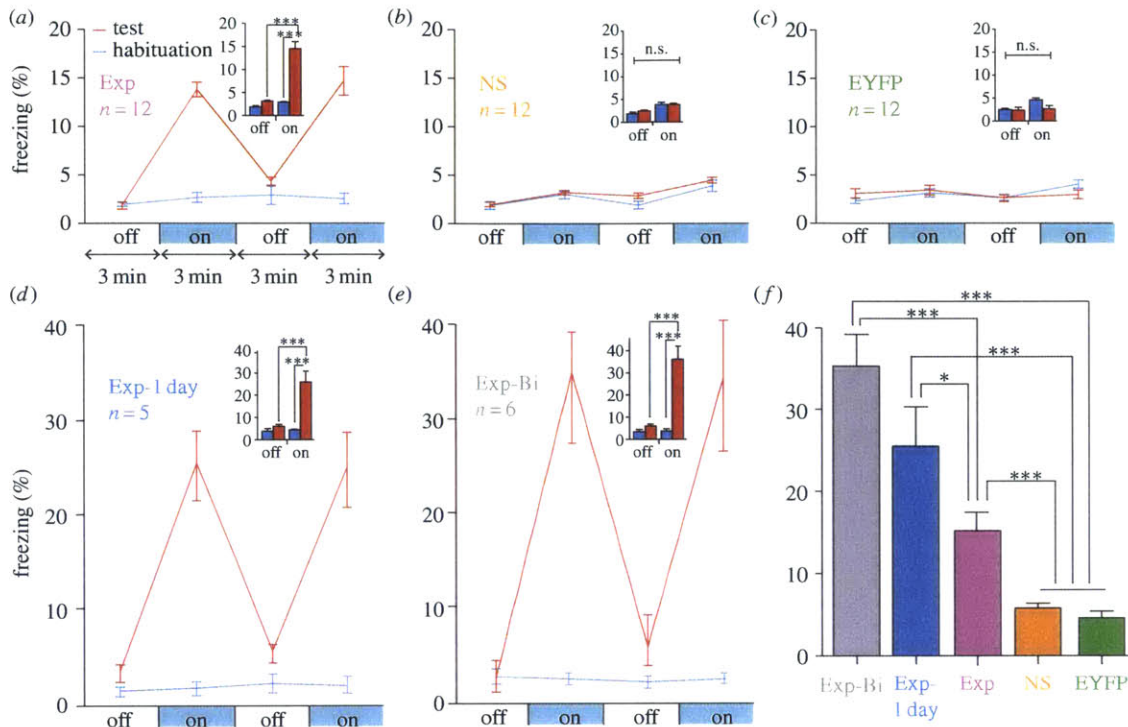 (a)
test
habituation
Exp
n = 12
freezing (%)
20
15
10
5
0
off
on
off
on
3 min
3 min
3 min
3 min
***
***
20
15
10
5
0
off
on
(b)
NS
n = 12
20
15
10
5
0
off
on
off
on
n.s.
20
15
10
5
0
off
on
(c)
EYFP
n = 12
20
15
10
5
0
off
on
off
on
n.s.
20
15
10
5
0
off
on
(d)
Exp-1 day
n = 5
freezing (%)
40
30
20
10
0
off
on
off
on
***
***
40
30
20
10
0
off
on
(e)
Exp-Bi
n = 6
40
30
20
10
0
off
on
off
on
***
***
40
30
20
10
0
off
on
(f)
***
***
***
*
***
40
30
20
10
0
Exp-Bi
Exp-
1 day
Exp
NS
EYFP